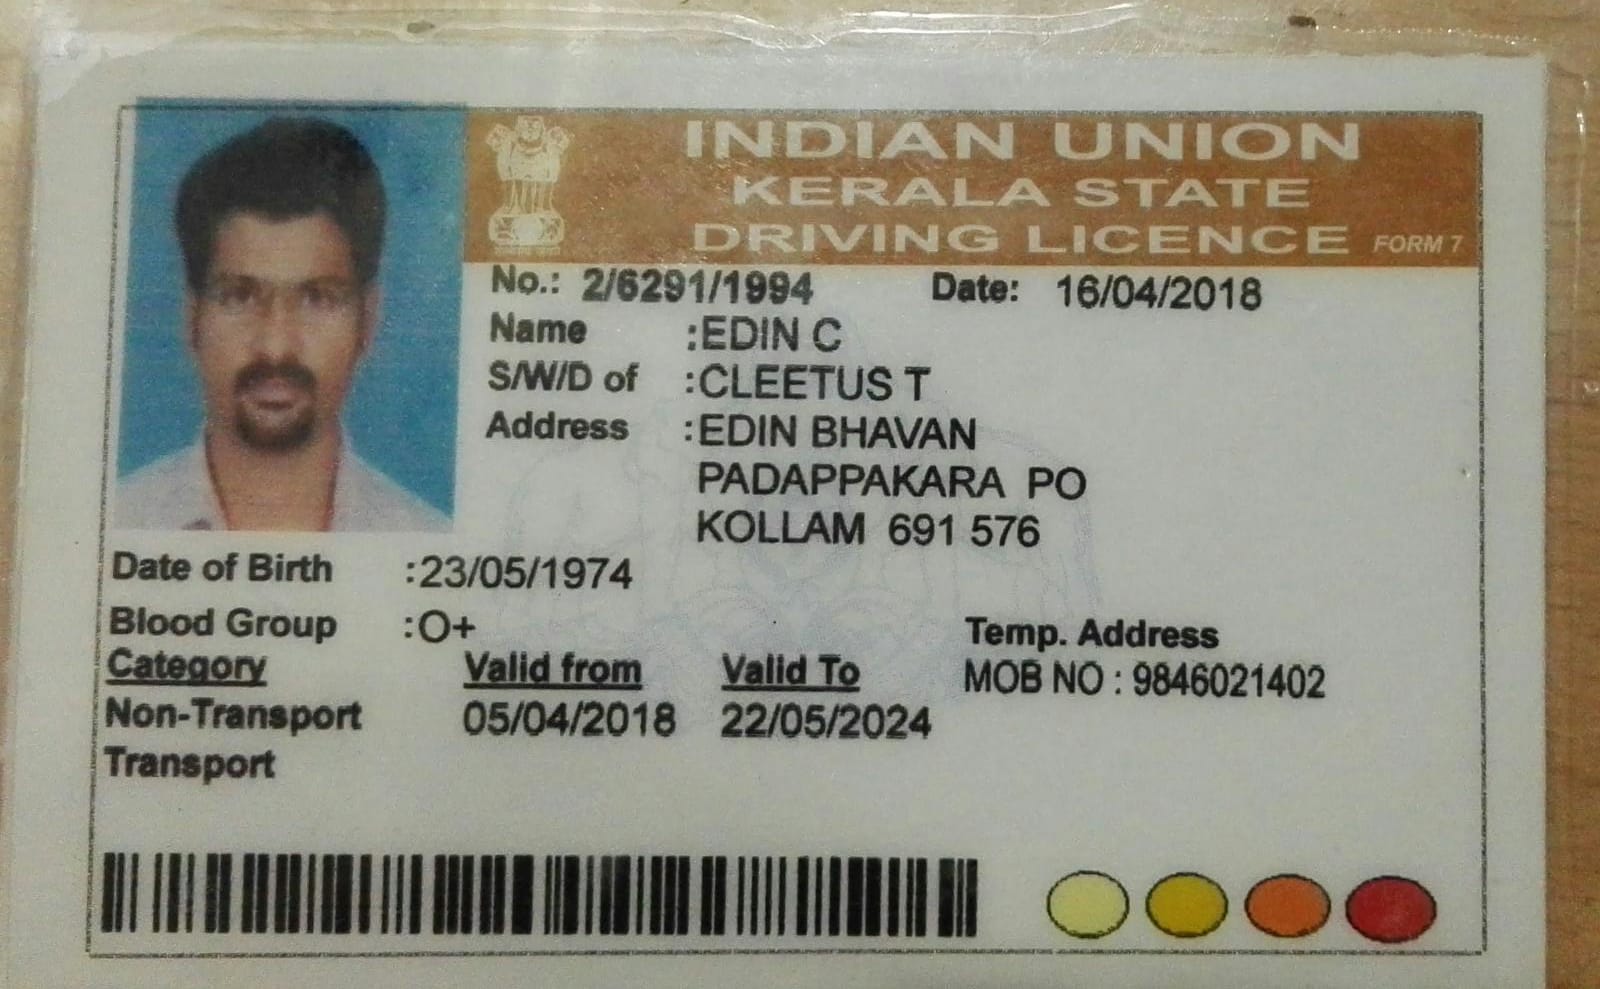 INDIAN UNION
KERALA STATE
DRIVING LICENCE FORM 7
No.: 2/6291/1994 Date: 16/04/2018
Name :EDIN C
S/W/D of :CLEETUS T
Address :EDIN BHAVAN
PADAPPAKARA PO
KOLLAM 691 576
Date of Birth :23/05/1974
Blood Group :O+
Temp. Address
MOB NO : 9846021402
Category Valid from Valid To
Non-Transport 05/04/2018 22/05/2024
Transport